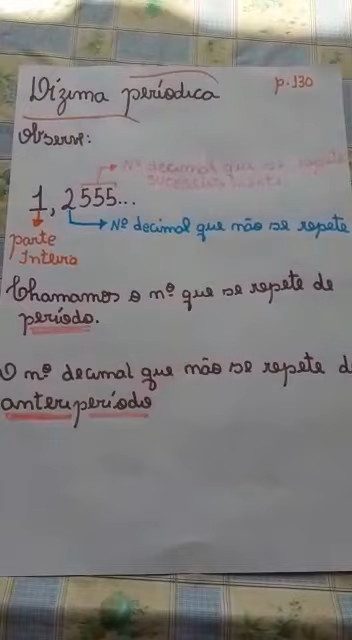 Dízima periódica
p.130
Observe:
Nº decimal que se repete
sucessivamente
1,2555...
Nº decimal que não se repete
parte
Inteira
Chamamos o nº que se repete de
período.
O nº decimal que não se repete d
anteriperíodo